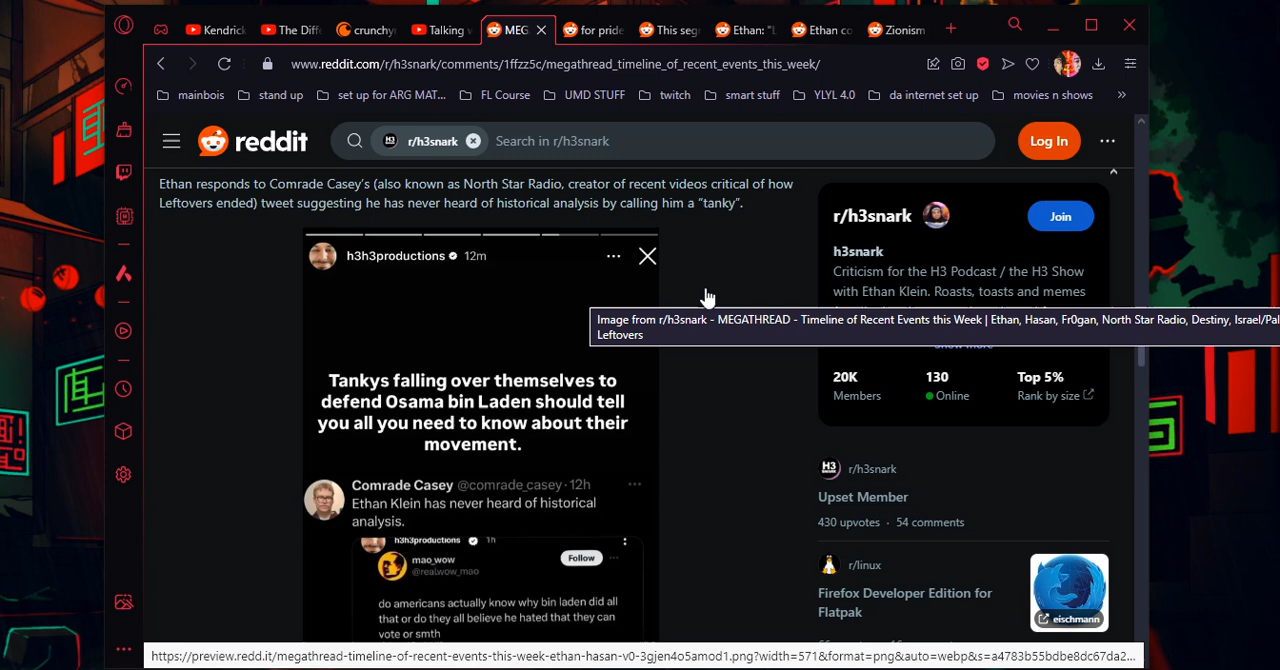 Kendrick
The Diff
crunchy
Talking w
MEG
for pride
This seg
Ethan: "L
Ethan co
Zionism
www.reddit.com/r/h3snark/comments/1ffzz5c/megathread_timeline_of_recent_events_this_week/
mainbois
stand up
set up for ARG MAT...
FL Course
UMD STUFF
twitch
smart stuff
YLYL 4.0
da internet set up
movies n shows
reddit
r/h3snark
Search in r/h3snark
Log In
Ethan responds to Comrade Casey's (also known as North Star Radio, creator of recent videos critical of how
Leftovers ended) tweet suggesting he has never heard of historical analysis by calling him a "tanky".
h3h3productions 12m
Tankys falling over themselves to
defend Osama bin Laden should tell
you all you need to know about their
movement.
Comrade Casey @comrade_casey · 12h
Ethan Klein has never heard of historical
analysis.
h3h3productions 1h
mao_wow
@realwow_mao
Follow
do americans actually know why bin laden did all
that or do they all believe he hated that they can
vote or smth
r/h3snark
Join
h3snark
Criticism for the H3 Podcast / the H3 Show
with Ethan Klein. Roasts, toasts and memes
Image from r/h3snark - MEGATHREAD - Timeline of Recent Events this Week | Ethan, Hasan, Fr0gan, North Star Radio, Destiny, Israel/Pal
Leftovers
20K
Members
130
Online
Top 5%
Rank by size
H3
r/h3snark
Upset Member
430 upvotes · 54 comments
r/linux
Firefox Developer Edition for
Flatpak
eischmann
https://preview.redd.it/megathread-timeline-of-recent-events-this-week-ethan-hasan-v0-3gjen4o5amod1.png?width=571&format=png&auto=webp&s=a4783b55bdbe8dc67da2...